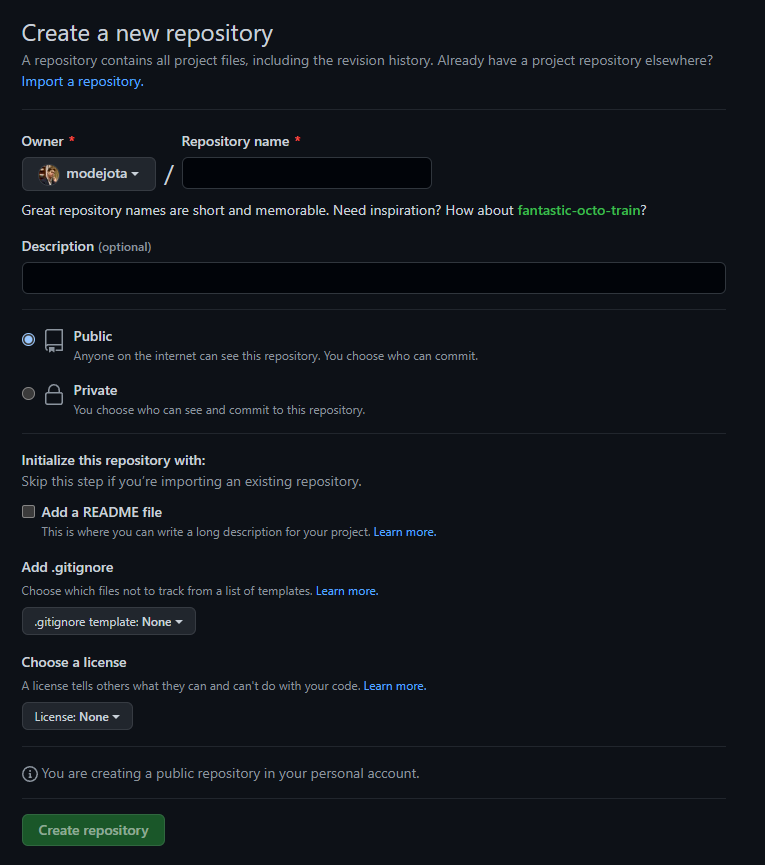 Create a new repository
A repository contains all project files, including the revision history. Already have a project repository elsewhere?
Import a repository.
Owner * Repository name *
modejota /
Great repository names are short and memorable. Need inspiration? How about fantastic-octo-train?
Description (optional)
Public
Anyone on the internet can see this repository. You choose who can commit.
Private
You choose who can see and commit to this repository.
Initialize this repository with:
Skip this step if you're importing an existing repository.
Add a README file
This is where you can write a long description for your project. Learn more.
Add .gitignore
Choose which files not to track from a list of templates. Learn more.
.gitignore template: None
Choose a license
A license tells others what they can and can't do with your code. Learn more.
License: None
You are creating a public repository in your personal account.
Create repository